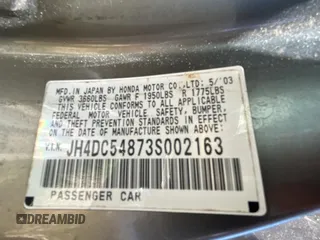 MFD. IN JAPAN BY HONDA MOTOR CO.,LTD. 5/03
GVWR 3660LBS GAWR F 1950LBS R 1775LBS
THIS VEHICLE CONFORMS TO ALL APPLICABLE
FEDERAL MOTOR VEHICLE SAFETY, BUMPER,
AND THEFT PREVENTION STANDARDS IN EFFECT
ON THE DATE OF MANUFACTURE SHOWN ABOVE.
V.I.N. JH4DC54873S002163
PASSENGER CAR
DREAMBID